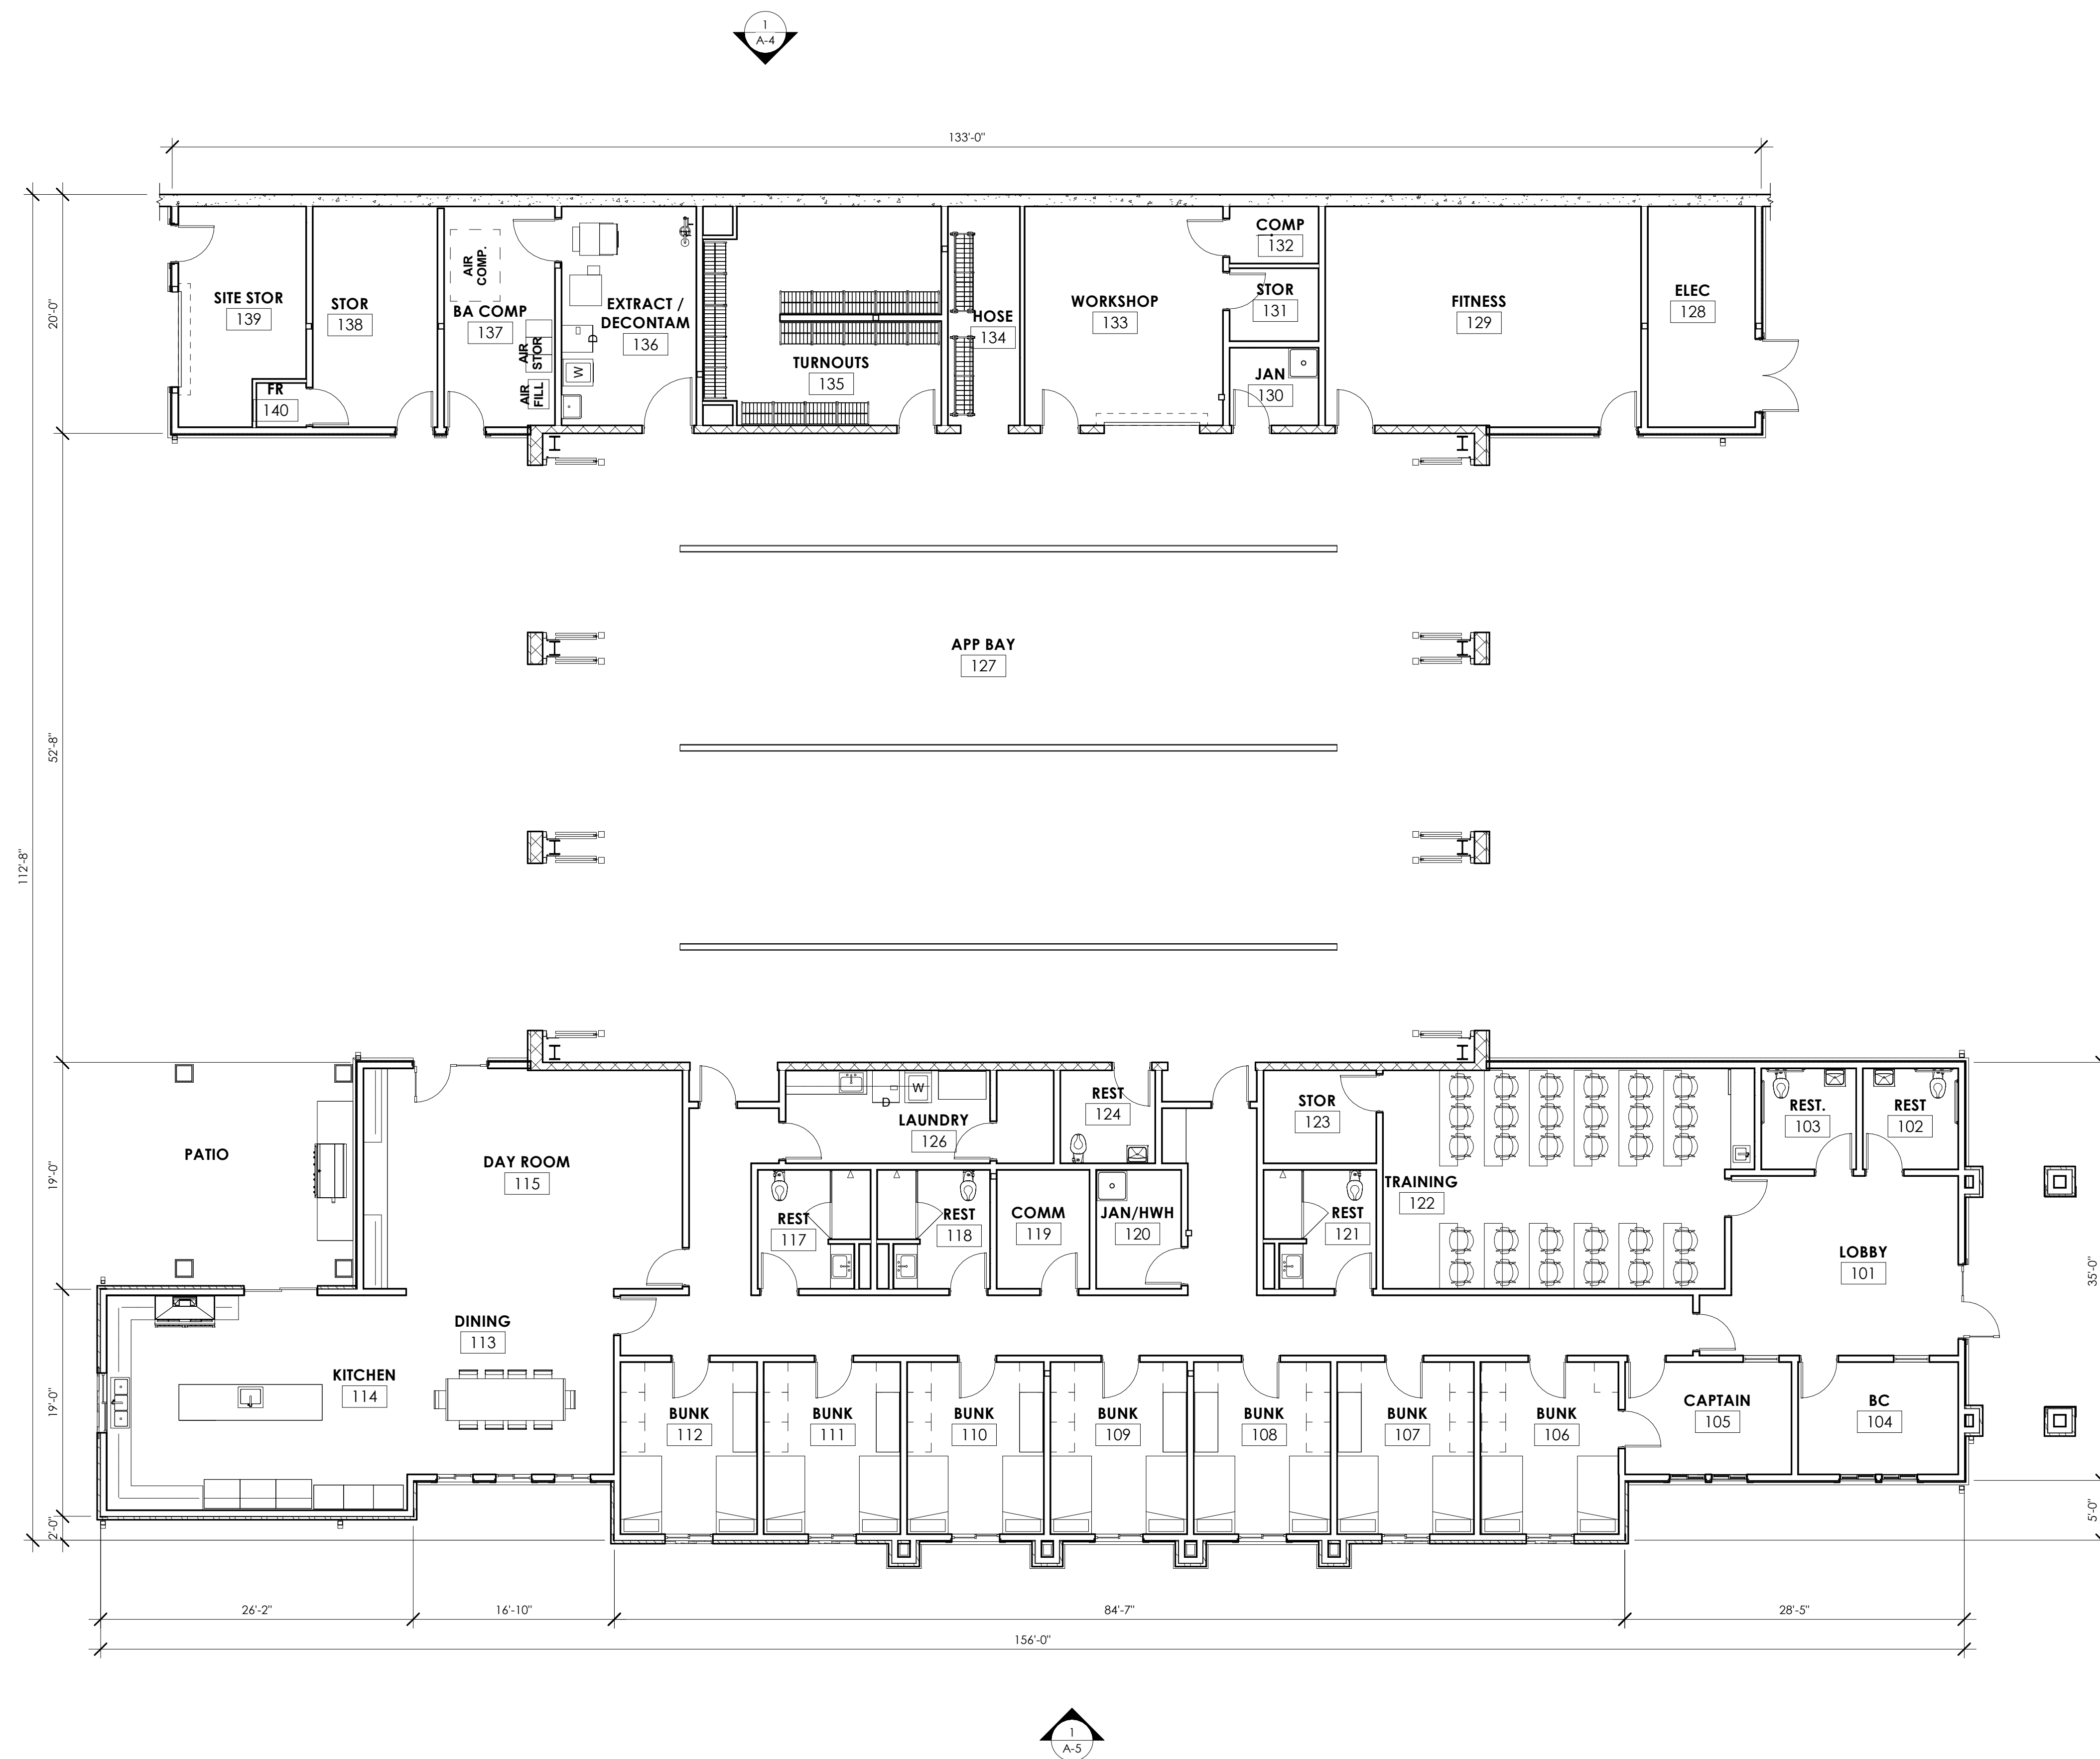 1
A-4
133'-0"
20'-0"
52'-8"
112'-8"
19'-0"
19'-0"
2'-0"
SITE STOR
139
STOR
138
FR
140
AIR
COMP.
BA COMP
137
AIR
STOR
AIR
FILL
EXTRACT /
DECONTAM
136
D
W
TURNOUTS
135
HOSE
134
WORKSHOP
133
COMP
132
STOR
131
JAN
130
FITNESS
129
ELEC
128
APP BAY
127
PATIO
DAY ROOM
115
LAUNDRY
126
D
W
REST
124
STOR
123
TRAINING
122
REST.
103
REST
102
REST
117
REST
118
COMM
119
JAN/HWH
120
REST
121
LOBBY
101
DINING
113
KITCHEN
114
BUNK
112
BUNK
111
BUNK
110
BUNK
109
BUNK
108
BUNK
107
BUNK
106
CAPTAIN
105
BC
104
35'-0"
5'-0"
26'-2"
16'-10"
84'-7"
28'-5"
156'-0"
1
A-5